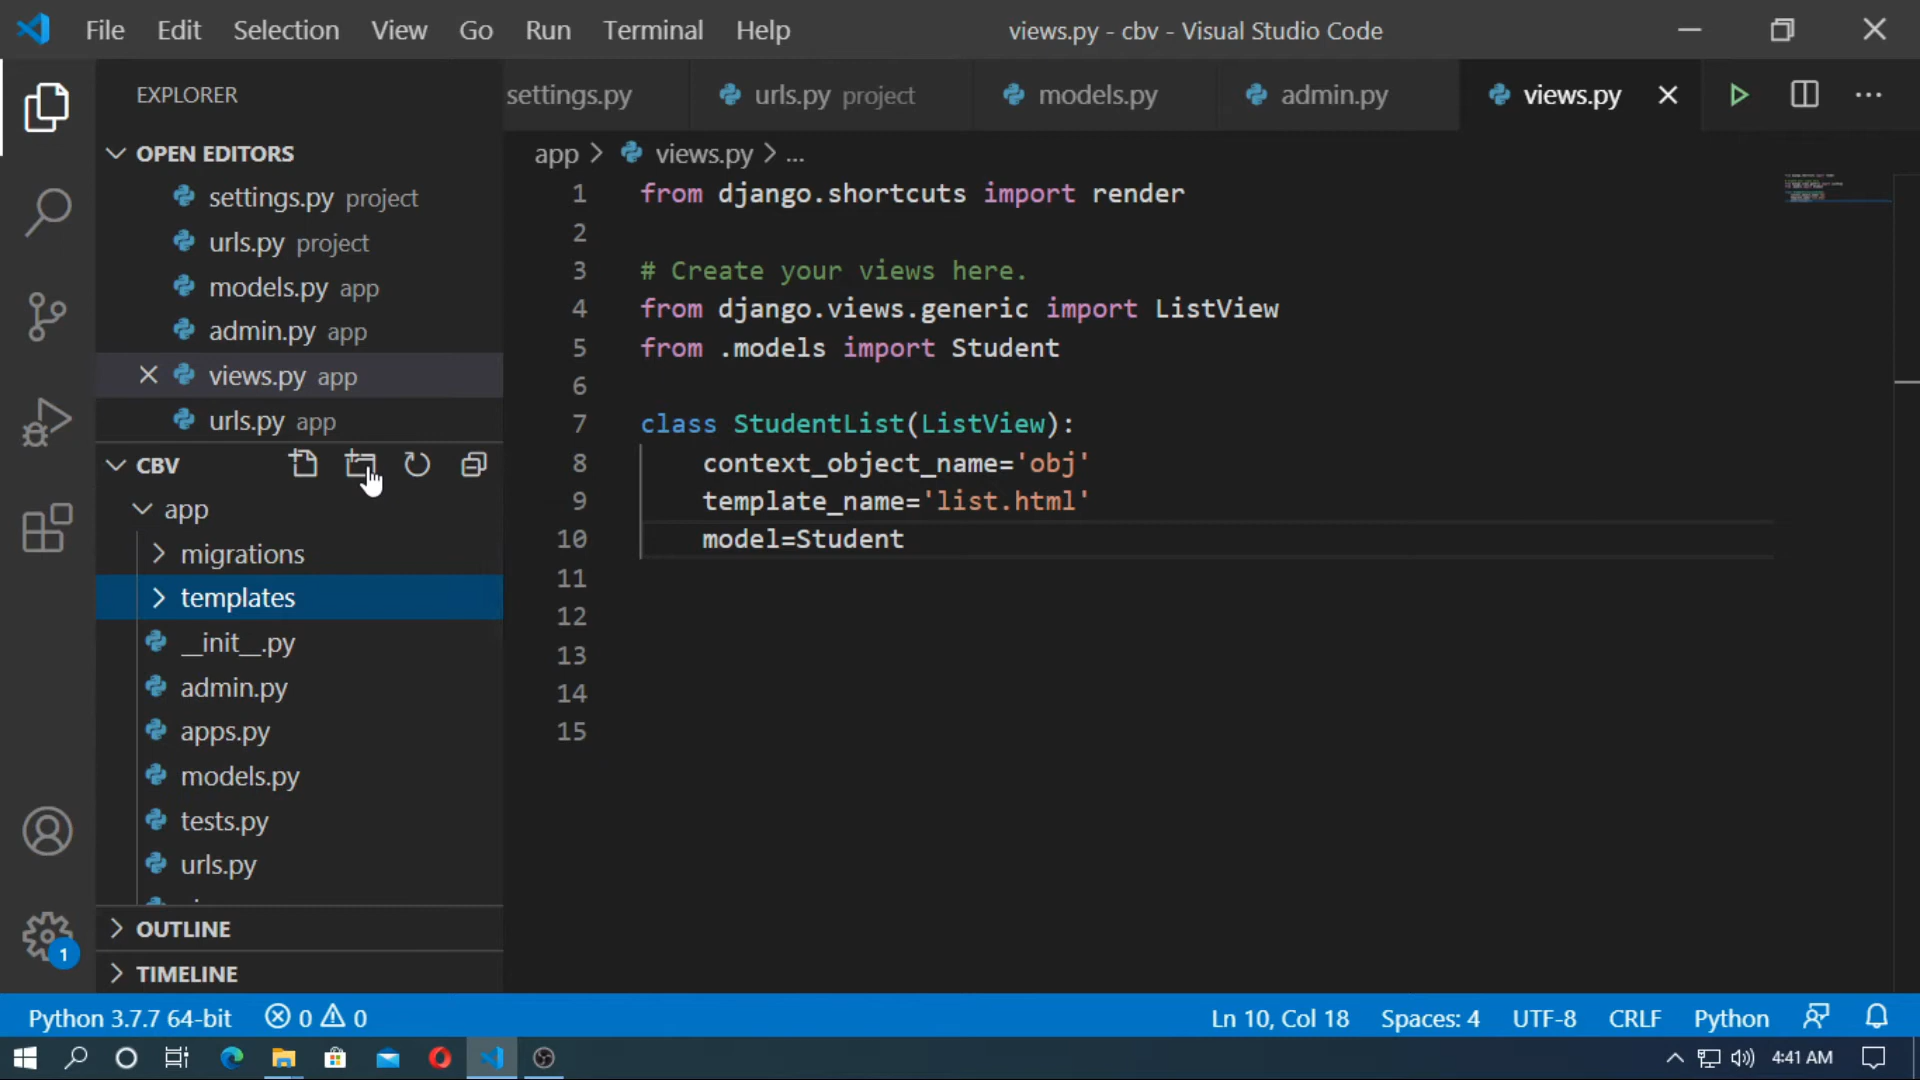 File Edit Selection View Go Run Terminal Help views.py - cbv - Visual Studio Code
EXPLORER
OPEN EDITORS
settings.py project
urls.py project
models.py app
admin.py app
views.py app
urls.py app
CBV
app
migrations
templates
__init__.py
admin.py
apps.py
models.py
tests.py
urls.py
OUTLINE
TIMELINE
settings.py urls.py project models.py admin.py views.py
app > views.py > ...
1 from django.shortcuts import render
2
3 # Create your views here.
4 from django.views.generic import ListView
5 from .models import Student
6
7 class StudentList(ListView):
8 context_object_name='obj'
9 template_name='list.html'
10 model=Student
11
12
13
14
15
1
Python 3.7.7 64-bit 0 0 Ln 10, Col 18 Spaces: 4 UTF-8 CRLF Python
4:41 AM